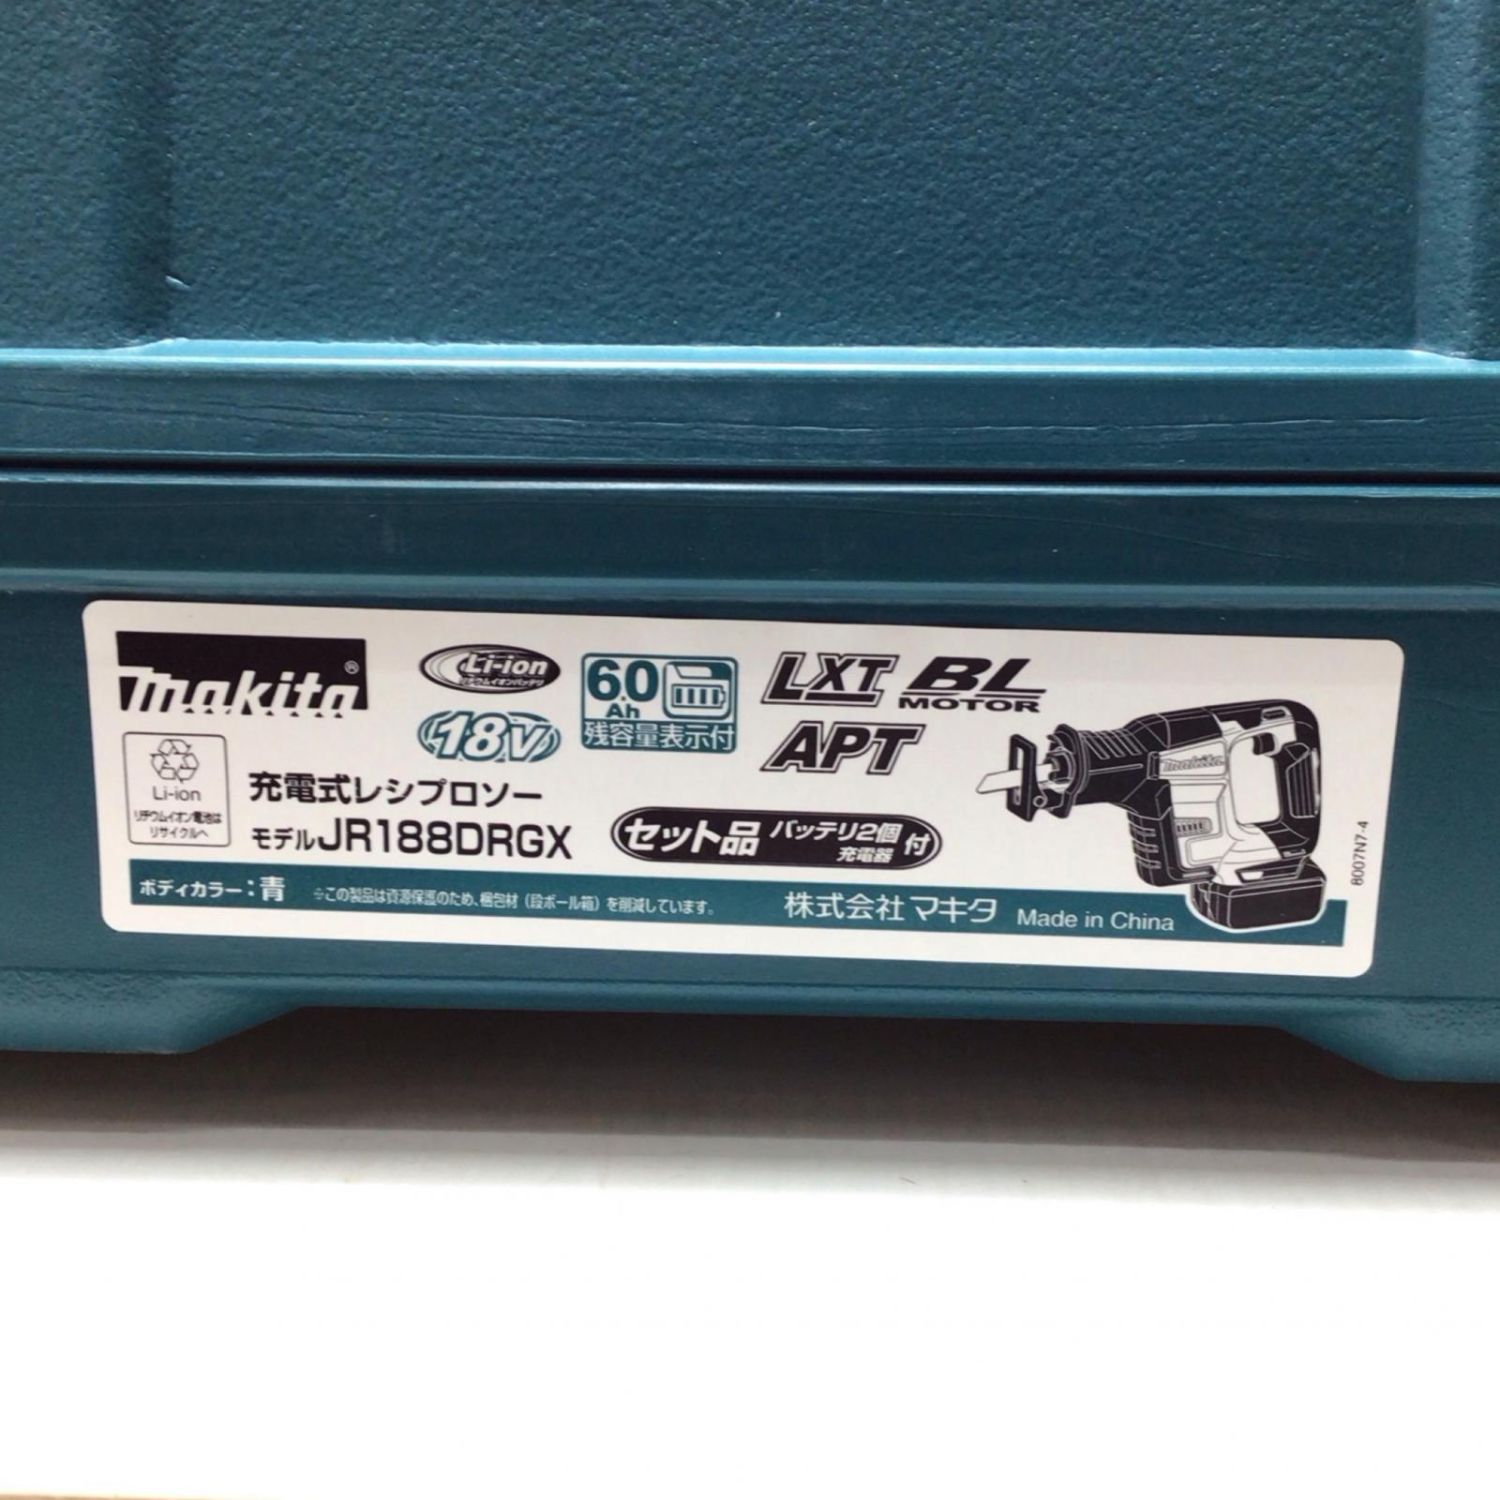 makita®
Li-ion
リチウムイオンバッテリ
18V
6.0
Ah
残容量表示付
LXT BL
MOTOR
APT
Li-ion
リチウムイオン電池は
リサイクルへ
充電式レシプロソー
モデルJR188DRGX
セット品 バッテリ2個
充電器 付
makita
8007N7-4
ボディカラー：青 ※この製品は資源保護のため、梱包材（段ボール箱）を削減しています。 株式会社マキタ Made in China